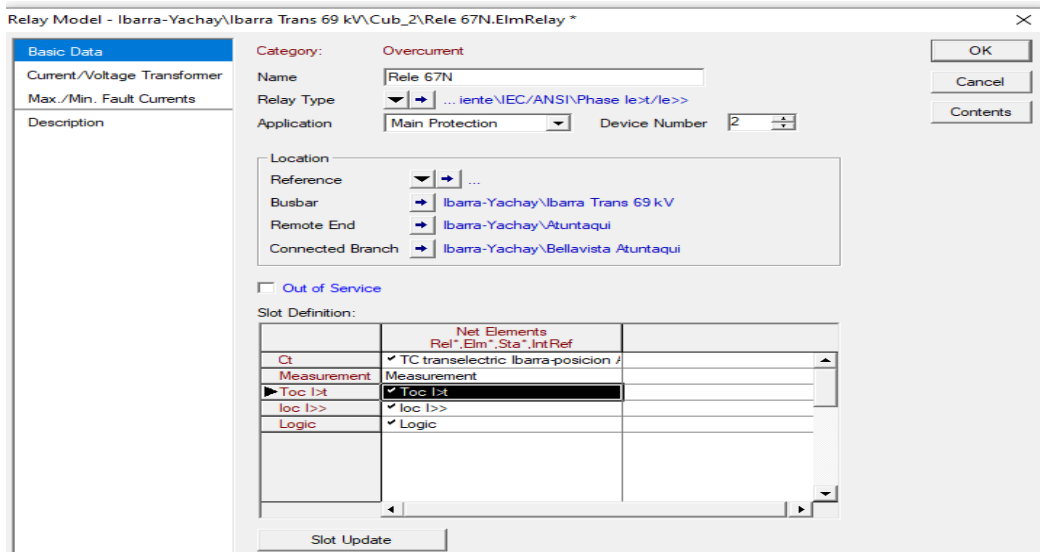 Relay Model - Ibarra-Yachay\Ibarra Trans 69 kV\Cub_2\Rele 67N.ElmRelay *
Basic Data
Current/Voltage Transformer
Max./Min. Fault Currents
Description
Category: Overcurrent
Name Rele 67N
Relay Type ... iente\IEC/ANSI\Phase Ie>t/Ie>>
Application Main Protection Device Number 2
Location
Reference ...
Busbar Ibarra-Yachay\Ibarra Trans 69 kV
Remote End Ibarra-Yachay\Atuntaqui
Connected Branch Ibarra-Yachay\Bellavista Atuntaqui
Out of Service
Slot Definition:
Net Elements
Rel*,Elm*,Sta*,IntRef
Ct TC transelectric Ibarra-posicion
Measurement Measurement
Toc I>t Toc I>t
Ioc I>> Ioc I>>
Logic Logic
Slot Update
OK
Cancel
Contents